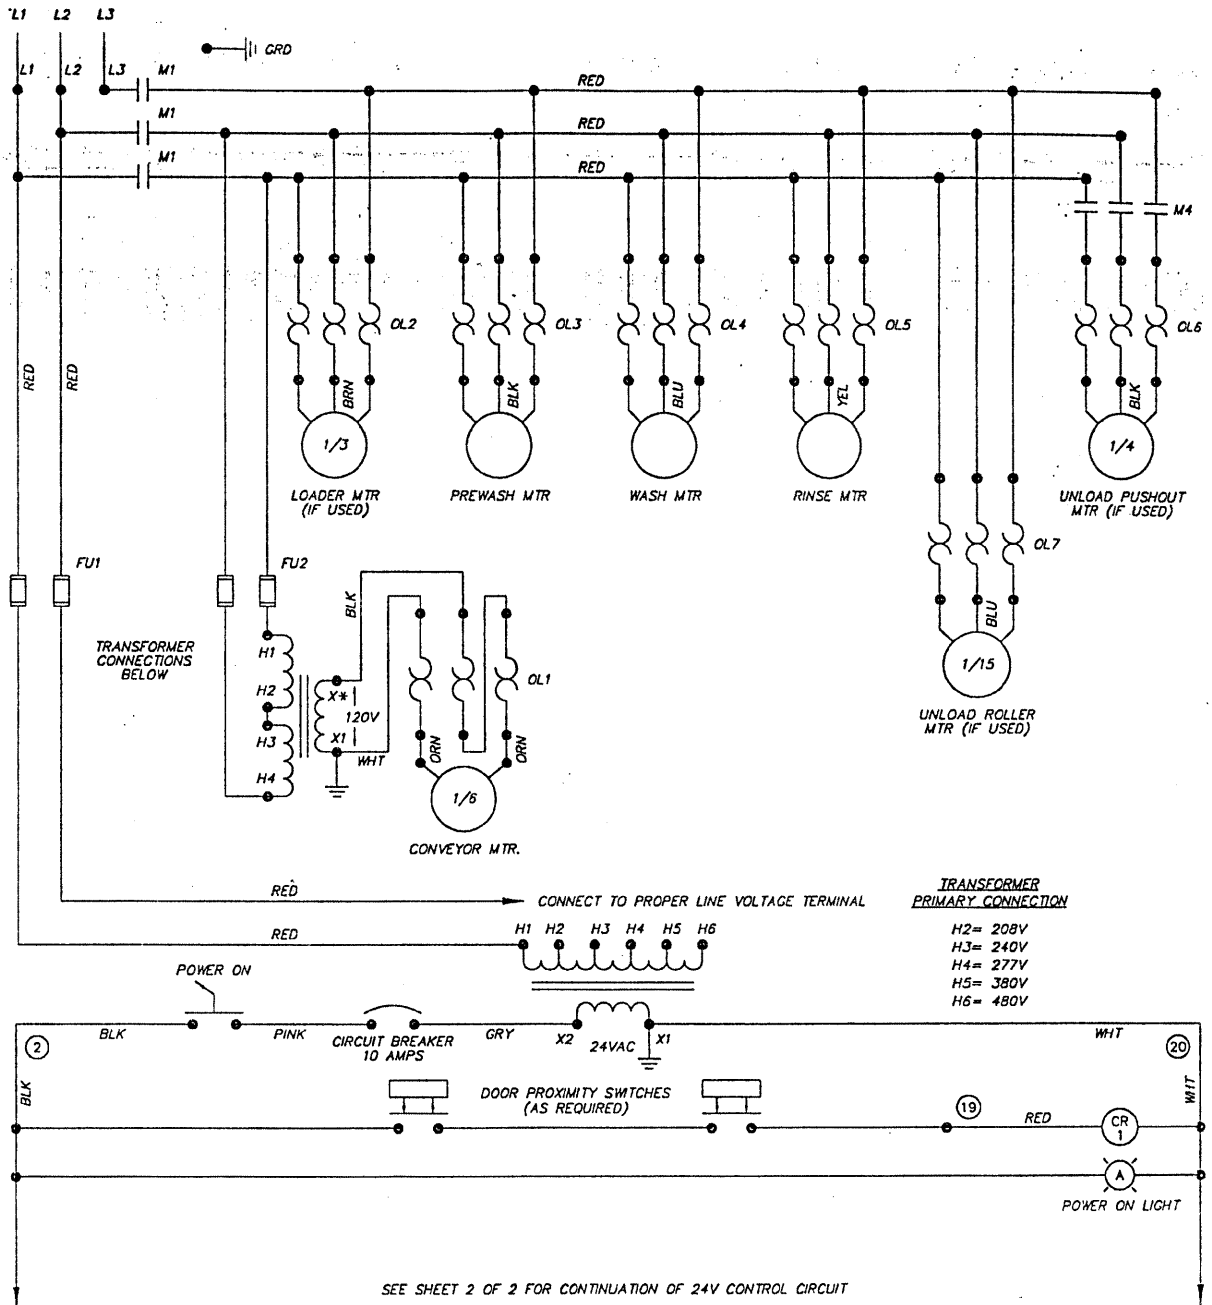 L1 L2 L3
GRD
L1 L2 L3 M1
RED
M1
RED
M1
RED
M4
OL2 OL3 OL4 OL5 OL6
RED RED
BRN BLK BLU YEL BLK
1/3 1/4
LOADER MTR
(IF USED)
PREWASH MTR
WASH MTR
RINSE MTR
UNLOAD PUSHOUT
MTR (IF USED)
OL7
FU1 FU2
BLK
BLU
TRANSFORMER
CONNECTIONS
BELOW
H1
H2
H3
H4
X*
120V
X1
WHT
OL1
ORN ORN
1/15
UNLOAD ROLLER
MTR (IF USED)
1/6
CONVEYOR MTR.
RED
CONNECT TO PROPER LINE VOLTAGE TERMINAL
RED
H1 H2 H3 H4 H5 H6
TRANSFORMER
PRIMARY CONNECTION
H2= 208V
H3= 240V
H4= 277V
H5= 380V
H6= 480V
POWER ON
BLK PINK
CIRCUIT BREAKER
10 AMPS
GRY X2 24VAC X1 WHT
2 20
BLK WHT
DOOR PROXIMITY SWITCHES
(AS REQUIRED)
19 RED CR
1
A
POWER ON LIGHT
SEE SHEET 2 OF 2 FOR CONTINUATION OF 24V CONTROL CIRCUIT